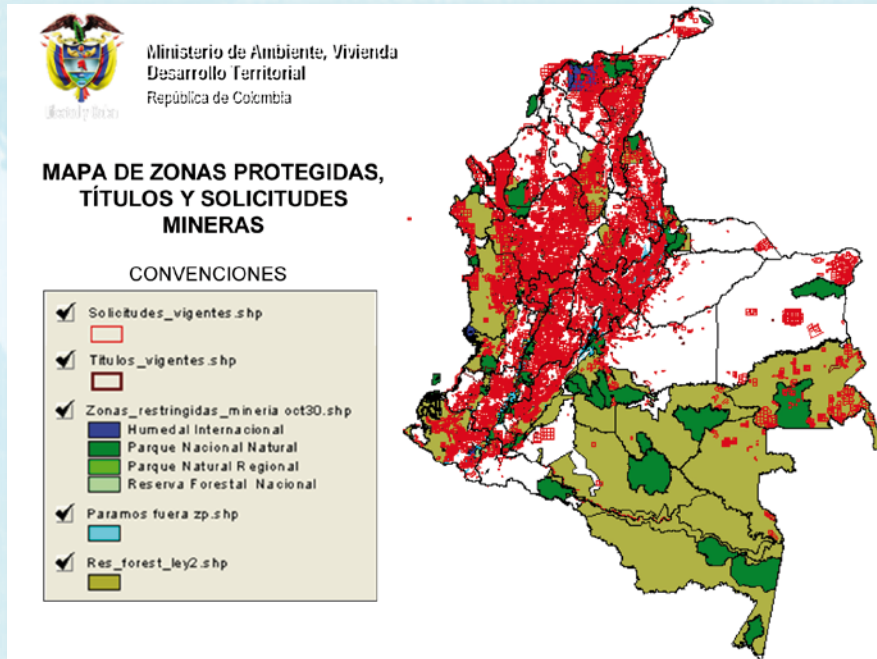 Ministerio de Ambiente, Vivienda
Desarrollo Territorial
República de Colombia
Libertad y Orden
MAPA DE ZONAS PROTEGIDAS,
TÍTULOS Y SOLICITUDES
MINERAS
CONVENCIONES
Solicitudes_vigentes.shp
Titulos_vigentes.shp
Zonas_restringidas_mineria oct30.shp
Humedal Internacional
Parque Nacional Natural
Parque Natural Regional
Reserva Forestal Nacional
Paramos fuera zp.shp
Res_forest_ley2.shp